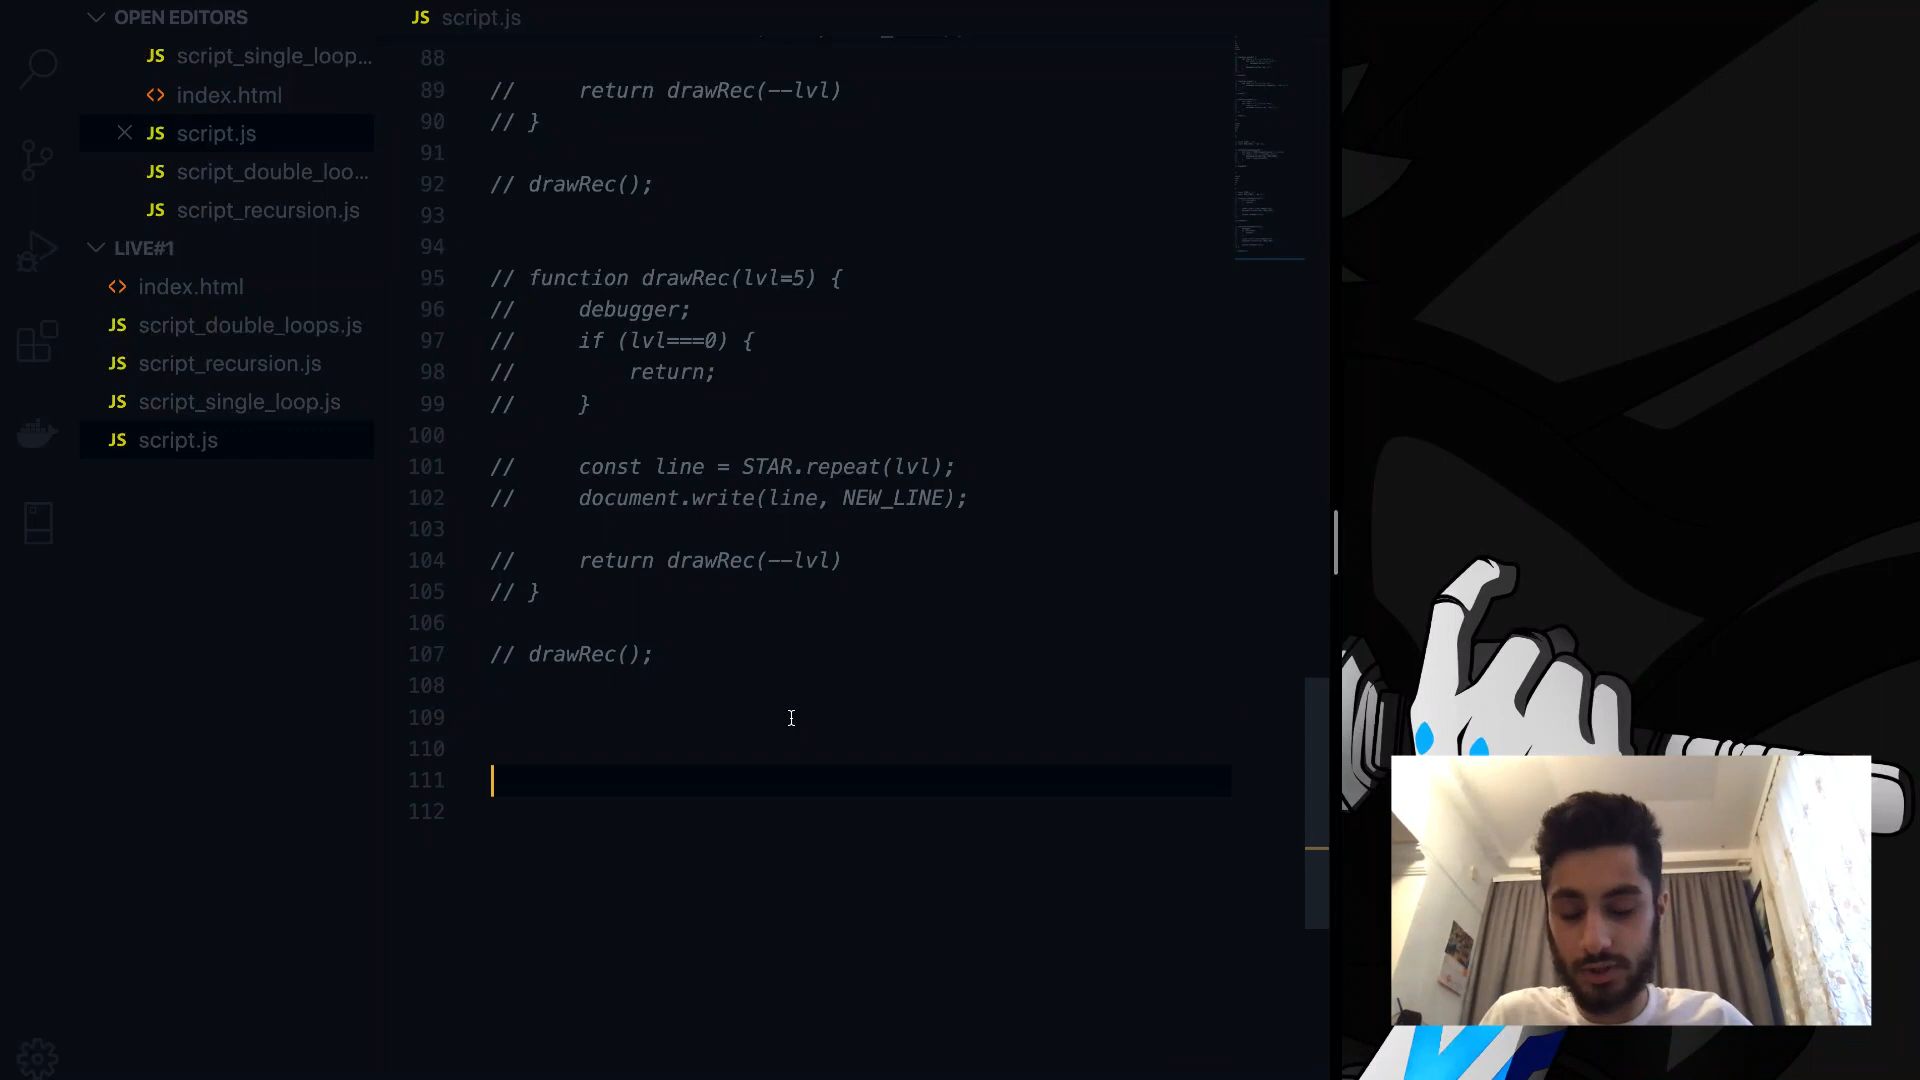 OPEN EDITORS
JS script_single_loop...
<> index.html
JS script.js
JS script_double_loo...
JS script_recursion.js
LIVE#1
<> index.html
JS script_double_loops.js
JS script_recursion.js
JS script_single_loop.js
JS script.js
JS script.js
88
89 //     return drawRec(--lvl)
90 // }
91
92 // drawRec();
93
94
95 // function drawRec(lvl=5) {
96 //     debugger;
97 //     if (lvl===0) {
98 //         return;
99 //     }
100
101 //     const line = STAR.repeat(lvl);
102 //     document.write(line, NEW_LINE);
103
104 //     return drawRec(--lvl)
105 // }
106
107 // drawRec();
108
109
110
111
112